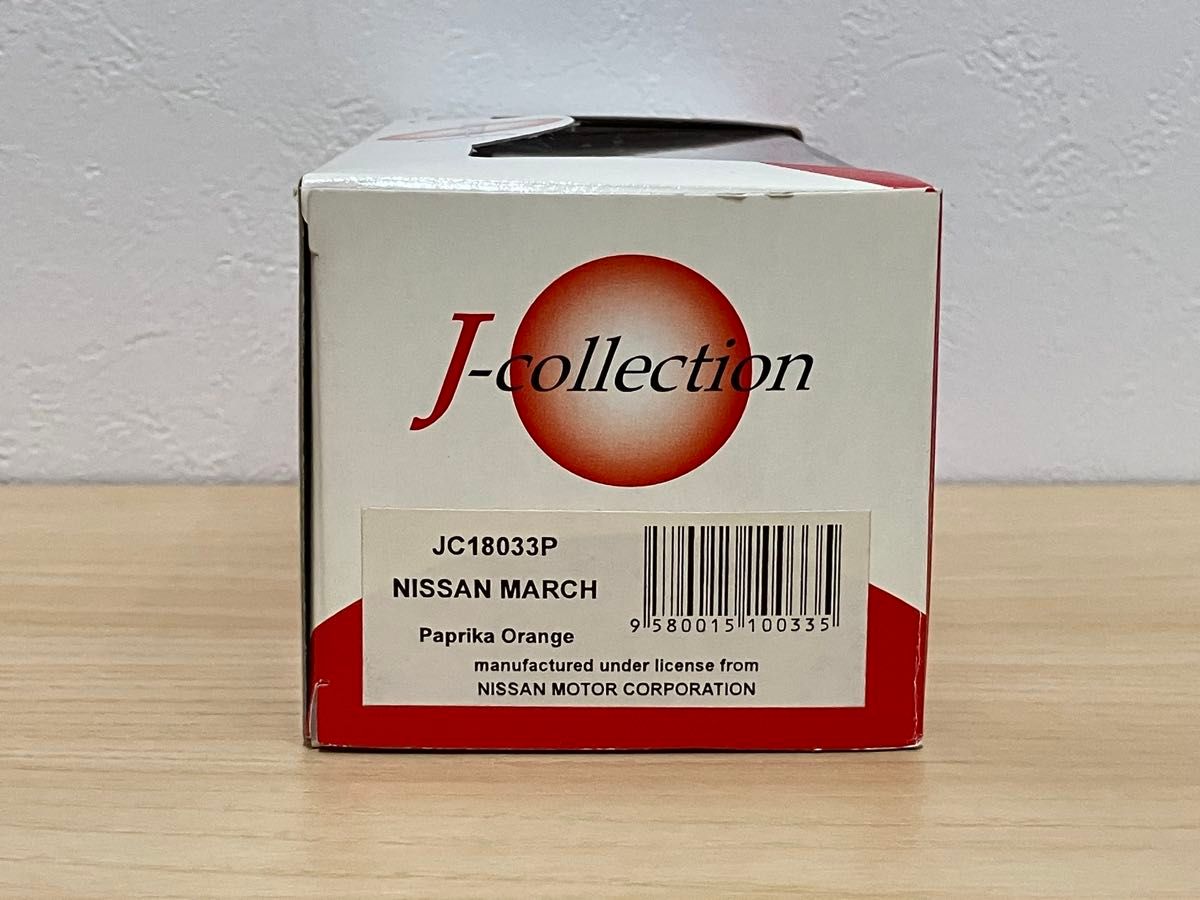 J-collection
JC18033P
NISSAN MARCH
Paprika Orange
9 580015 100335
manufactured under license from
NISSAN MOTOR CORPORATION